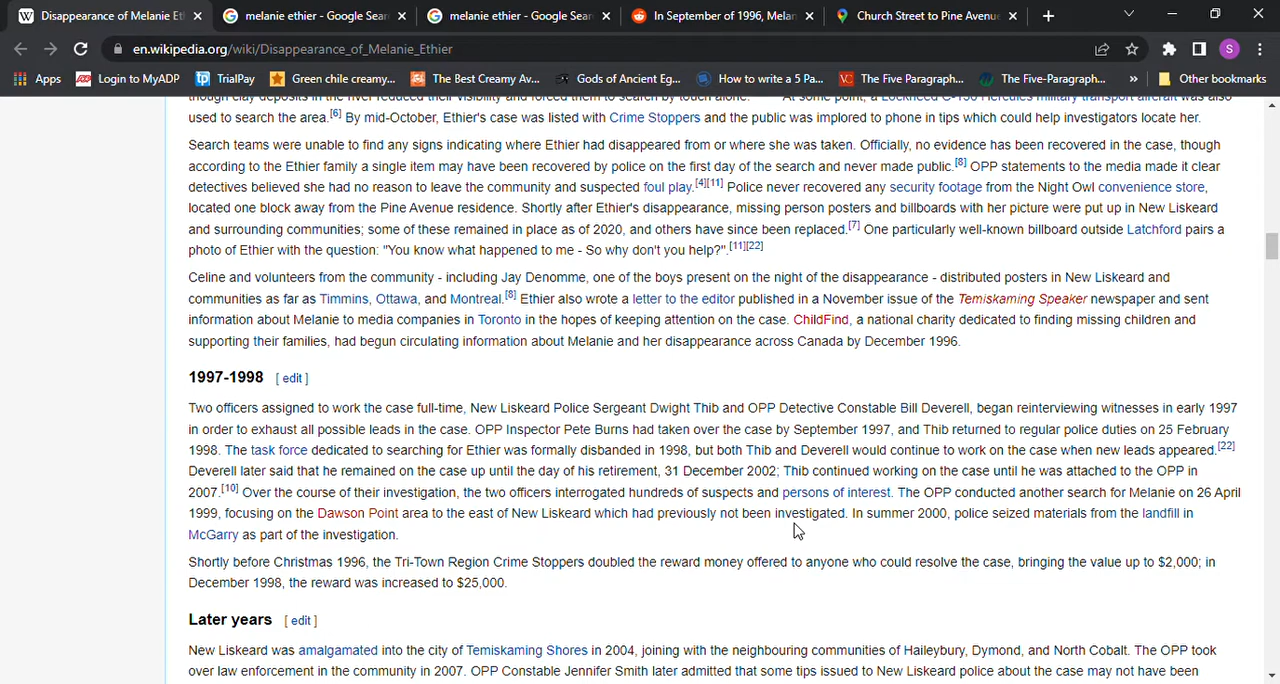 Disappearance of Melanie Et
melanie ethier - Google Sear
melanie ethier - Google Sear
In September of 1996, Melan
Church Street to Pine Avenue
en.wikipedia.org/wiki/Disappearance_of_Melanie_Ethier
S
Apps
Login to MyADP
tp TrialPay
Green chile creamy...
The Best Creamy Av...
Gods of Ancient Eg...
How to write a 5 Pa...
VC The Five Paragraph...
The Five-Paragraph...
»
Other bookmarks
though clay deposits in the river reduced their visibility and forced them to search by touch alone. At some point, a Lockheed C-130 Hercules military transport aircraft was also
used to search the area.[6] By mid-October, Ethier's case was listed with Crime Stoppers and the public was implored to phone in tips which could help investigators locate her.
Search teams were unable to find any signs indicating where Ethier had disappeared from or where she was taken. Officially, no evidence has been recovered in the case, though
according to the Ethier family a single item may have been recovered by police on the first day of the search and never made public.[8] OPP statements to the media made it clear
detectives believed she had no reason to leave the community and suspected foul play.[4][11] Police never recovered any security footage from the Night Owl convenience store,
located one block away from the Pine Avenue residence. Shortly after Ethier's disappearance, missing person posters and billboards with her picture were put up in New Liskeard
and surrounding communities; some of these remained in place as of 2020, and others have since been replaced.[7] One particularly well-known billboard outside Latchford pairs a
photo of Ethier with the question: "You know what happened to me - So why don't you help?".[11][22]
Celine and volunteers from the community - including Jay Denomme, one of the boys present on the night of the disappearance - distributed posters in New Liskeard and
communities as far as Timmins, Ottawa, and Montreal.[8] Ethier also wrote a letter to the editor published in a November issue of the Temiskaming Speaker newspaper and sent
information about Melanie to media companies in Toronto in the hopes of keeping attention on the case. ChildFind, a national charity dedicated to finding missing children and
supporting their families, had begun circulating information about Melanie and her disappearance across Canada by December 1996.
1997-1998 [ edit ]
Two officers assigned to work the case full-time, New Liskeard Police Sergeant Dwight Thib and OPP Detective Constable Bill Deverell, began reinterviewing witnesses in early 1997
in order to exhaust all possible leads in the case. OPP Inspector Pete Burns had taken over the case by September 1997, and Thib returned to regular police duties on 25 February
1998. The task force dedicated to searching for Ethier was formally disbanded in 1998, but both Thib and Deverell would continue to work on the case when new leads appeared.[22]
Deverell later said that he remained on the case up until the day of his retirement, 31 December 2002; Thib continued working on the case until he was attached to the OPP in
2007.[10] Over the course of their investigation, the two officers interrogated hundreds of suspects and persons of interest. The OPP conducted another search for Melanie on 26 April
1999, focusing on the Dawson Point area to the east of New Liskeard which had previously not been investigated. In summer 2000, police seized materials from the landfill in
McGarry as part of the investigation.
Shortly before Christmas 1996, the Tri-Town Region Crime Stoppers doubled the reward money offered to anyone who could resolve the case, bringing the value up to $2,000; in
December 1998, the reward was increased to $25,000.
Later years [ edit ]
New Liskeard was amalgamated into the city of Temiskaming Shores in 2004, joining with the neighbouring communities of Haileybury, Dymond, and North Cobalt. The OPP took
over law enforcement in the community in 2007. OPP Constable Jennifer Smith later admitted that some tips issued to New Liskeard police about the case may not have been